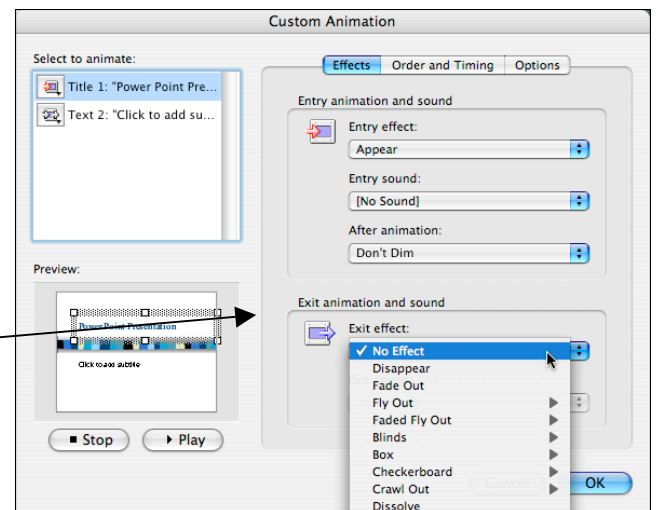 Custom Animation
Select to animate:
Title 1: "Power Point Pre...
Text 2: "Click to add su...
Preview:
Power Point Presentation
Click to add subtitle
Stop
Play
Effects
Order and Timing
Options
Entry animation and sound
Entry effect:
Appear
Entry sound:
[No Sound]
After animation:
Don't Dim
Exit animation and sound
Exit effect:
✓ No Effect
Disappear
Fade Out
Fly Out
Faded Fly Out
Blinds
Box
Checkerboard
Crawl Out
Dissolve
Cancel
OK